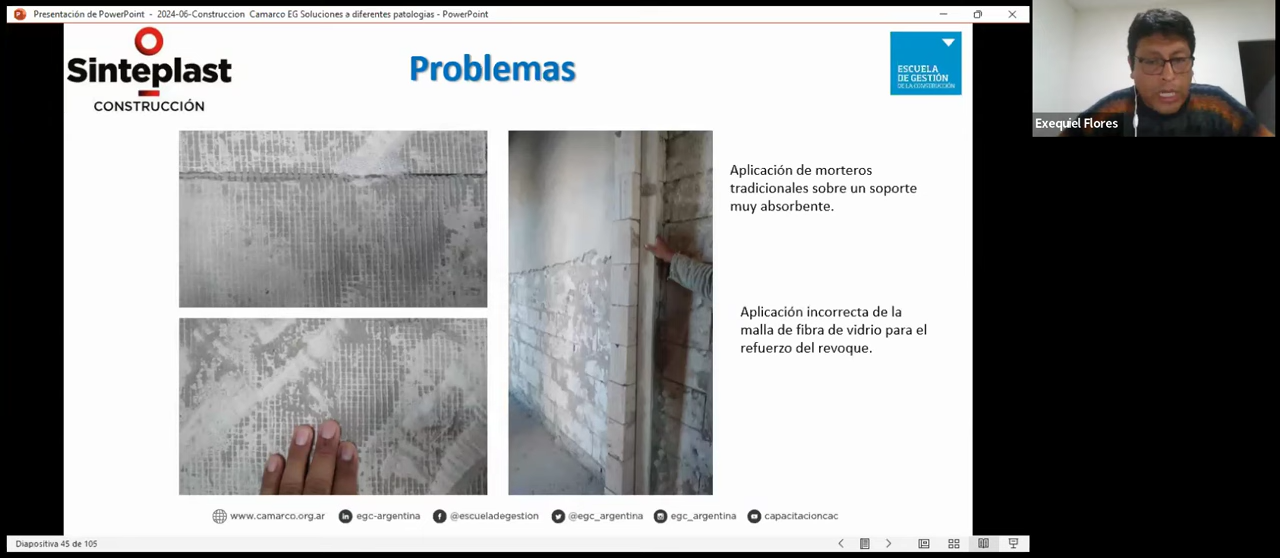 Presentación de PowerPoint - 2024-06-Construccion Camarco EG Soluciones a diferentes patologias - PowerPoint
Sinteplast
CONSTRUCCIÓN
Problemas
ESCUELA
DE GESTIÓN
DE LA CONSTRUCCIÓN
Exequiel Flores
Aplicación de morteros
tradicionales sobre un soporte
muy absorbente.
Aplicación incorrecta de la
malla de fibra de vidrio para el
refuerzo del revoque.
www.camarco.org.ar
egc-argentina
@escueladegestion
@egc_argentina
egc_argentina
capacitacioncac
Diapositiva 45 de 105